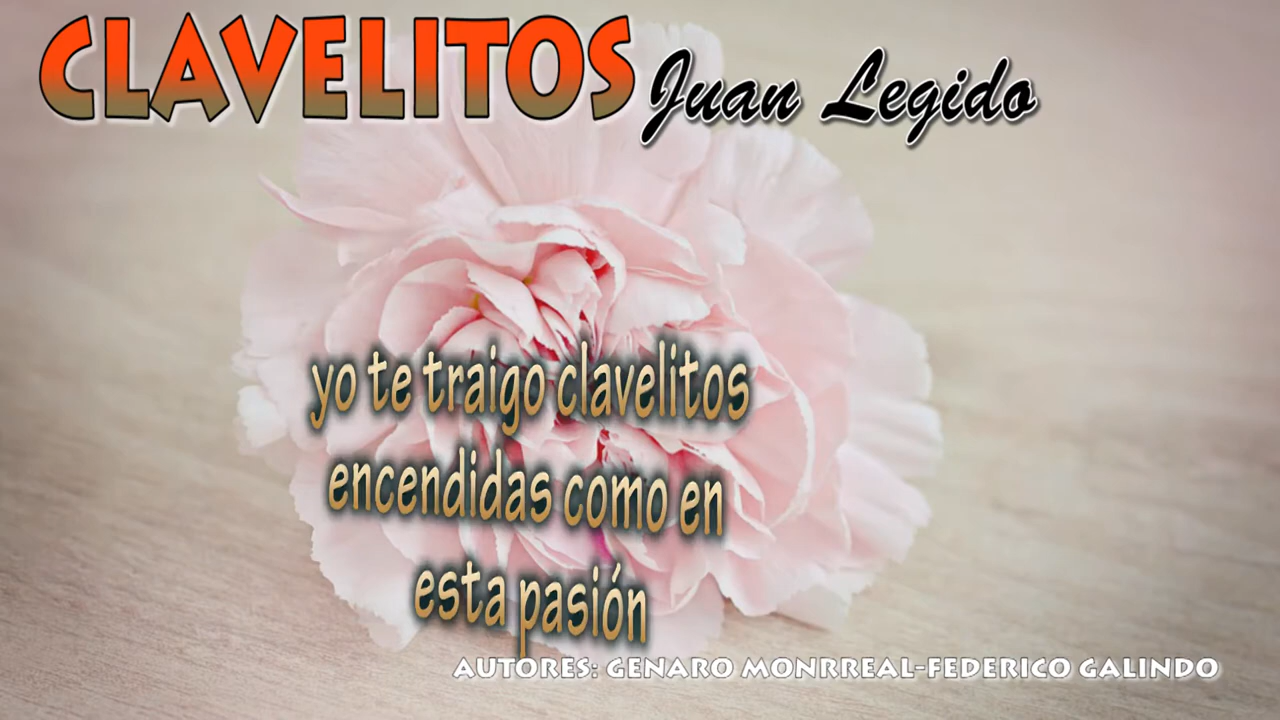 CLAVELITOS Juan Legido
yo te traigo clavelitos
encendidas como en
esta pasión
AUTORES: GENARO MONRREAL-FEDERICO GALINDO